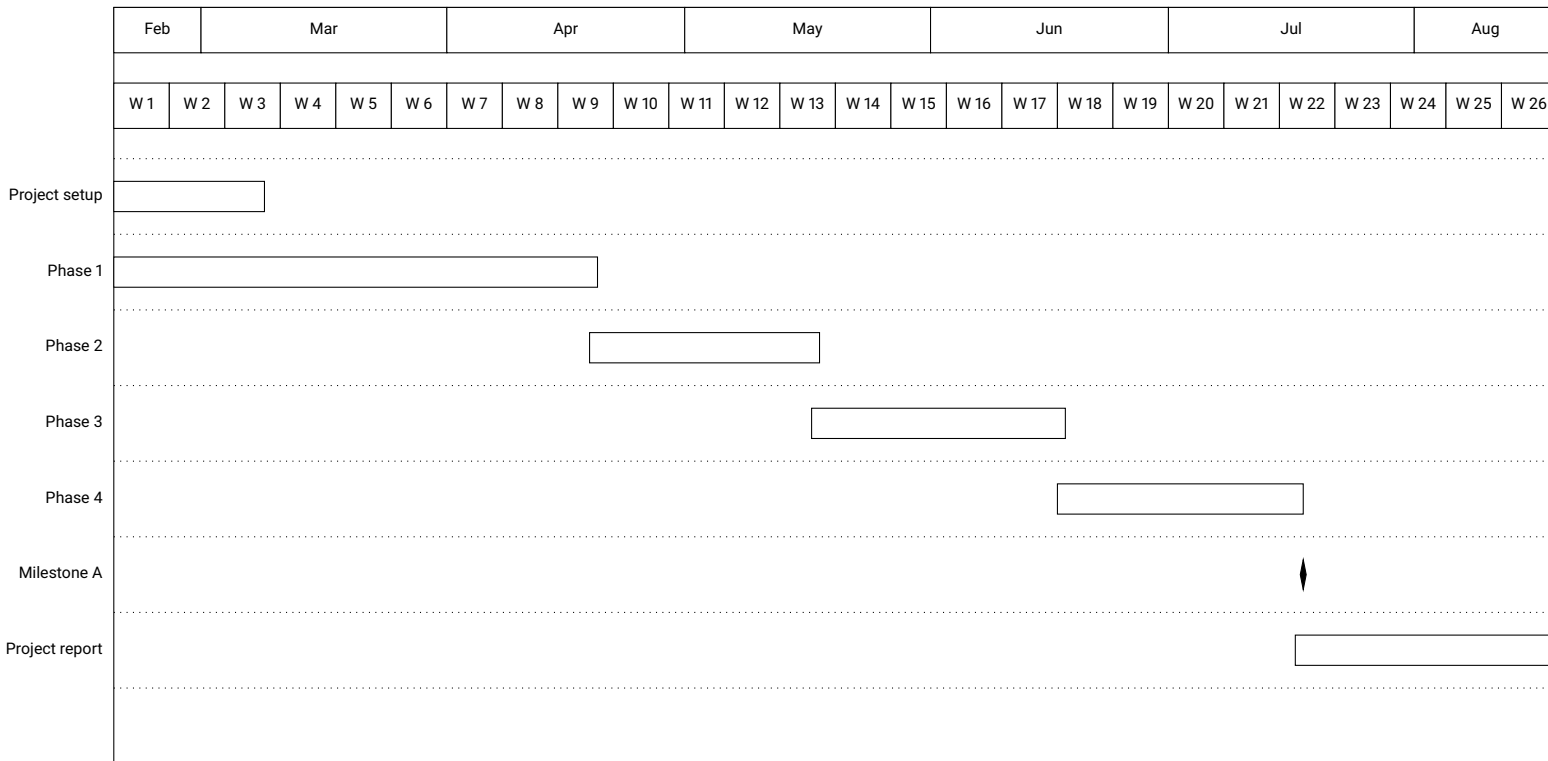 Feb Mar Apr May Jun Jul Aug
W 1 W 2 W 3 W 4 W 5 W 6 W 7 W 8 W 9 W 10 W 11 W 12 W 13 W 14 W 15 W 16 W 17 W 18 W 19 W 20 W 21 W 22 W 23 W 24 W 25 W 26
Project setup
Phase 1
Phase 2
Phase 3
Phase 4
Milestone A
Project report